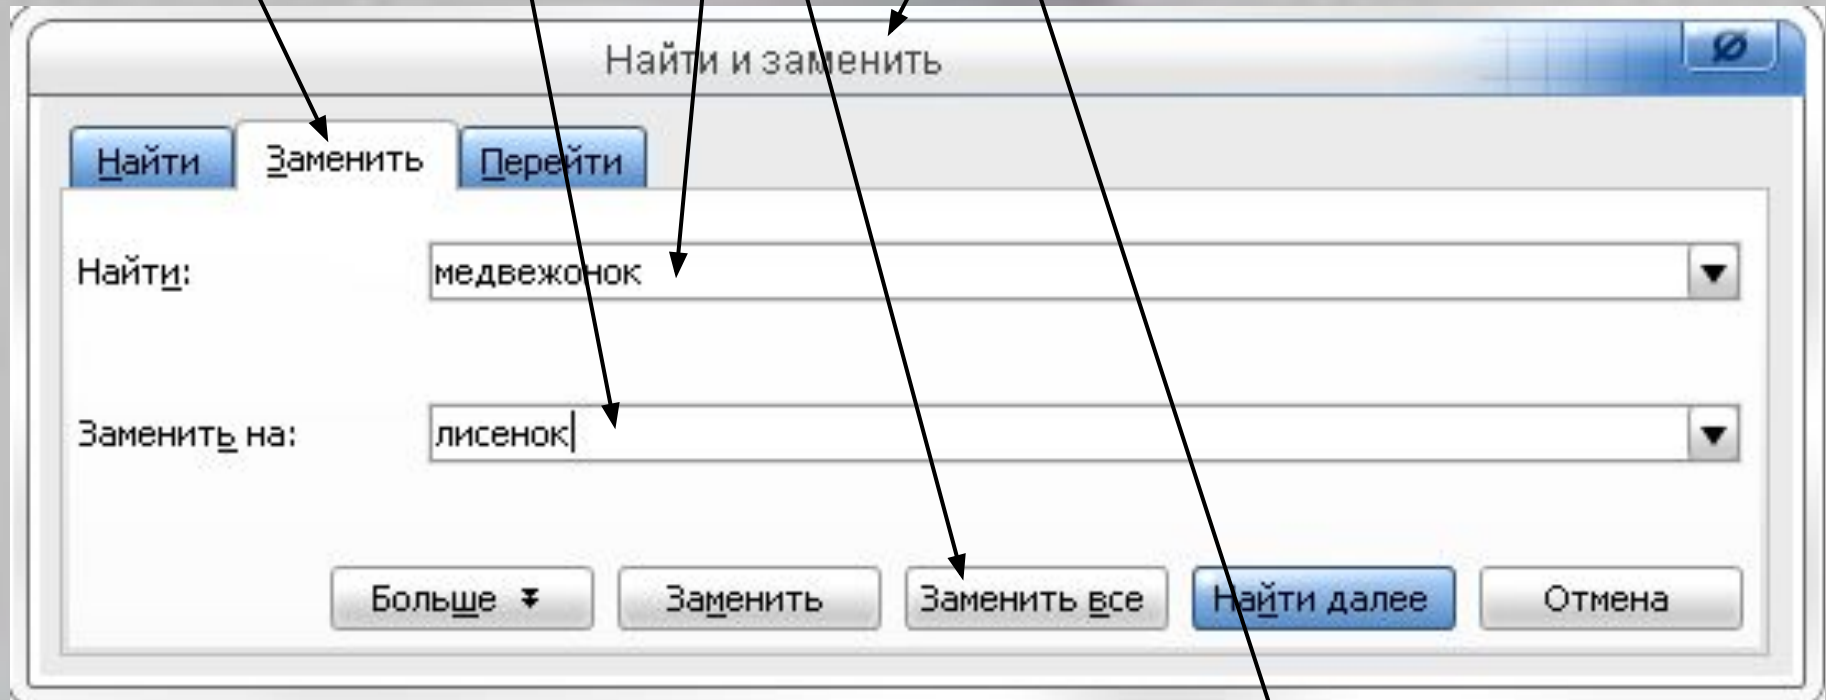 Найти и заменить
Найти Заменить Перейти
Найти: медвежонок
Заменить на: лисенок
Больше Заменить Заменить все Найти далее Отмена